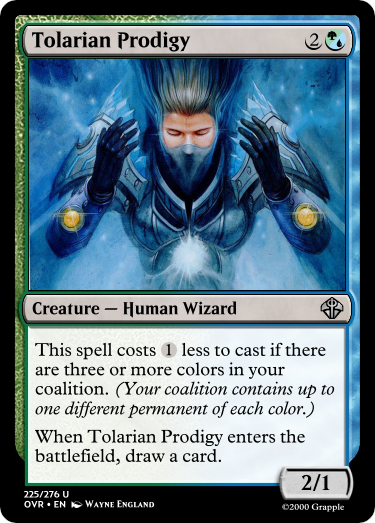 Tolarian Prodigy 2
Creature — Human Wizard
This spell costs 1 less to cast if there
are three or more colors in your
coalition. (Your coalition contains up to
one different permanent of each color.)
When Tolarian Prodigy enters the
battlefield, draw a card.
2/1
225/276 U
OVR • EN Wayne England
©2000 Grapple